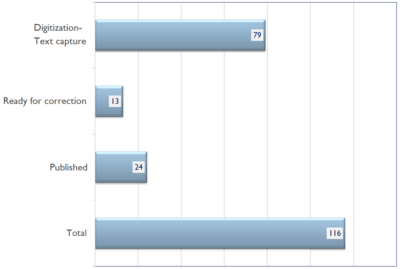 Digitization-
Text capture
79
Ready for correction
13
Published
24
Total
116